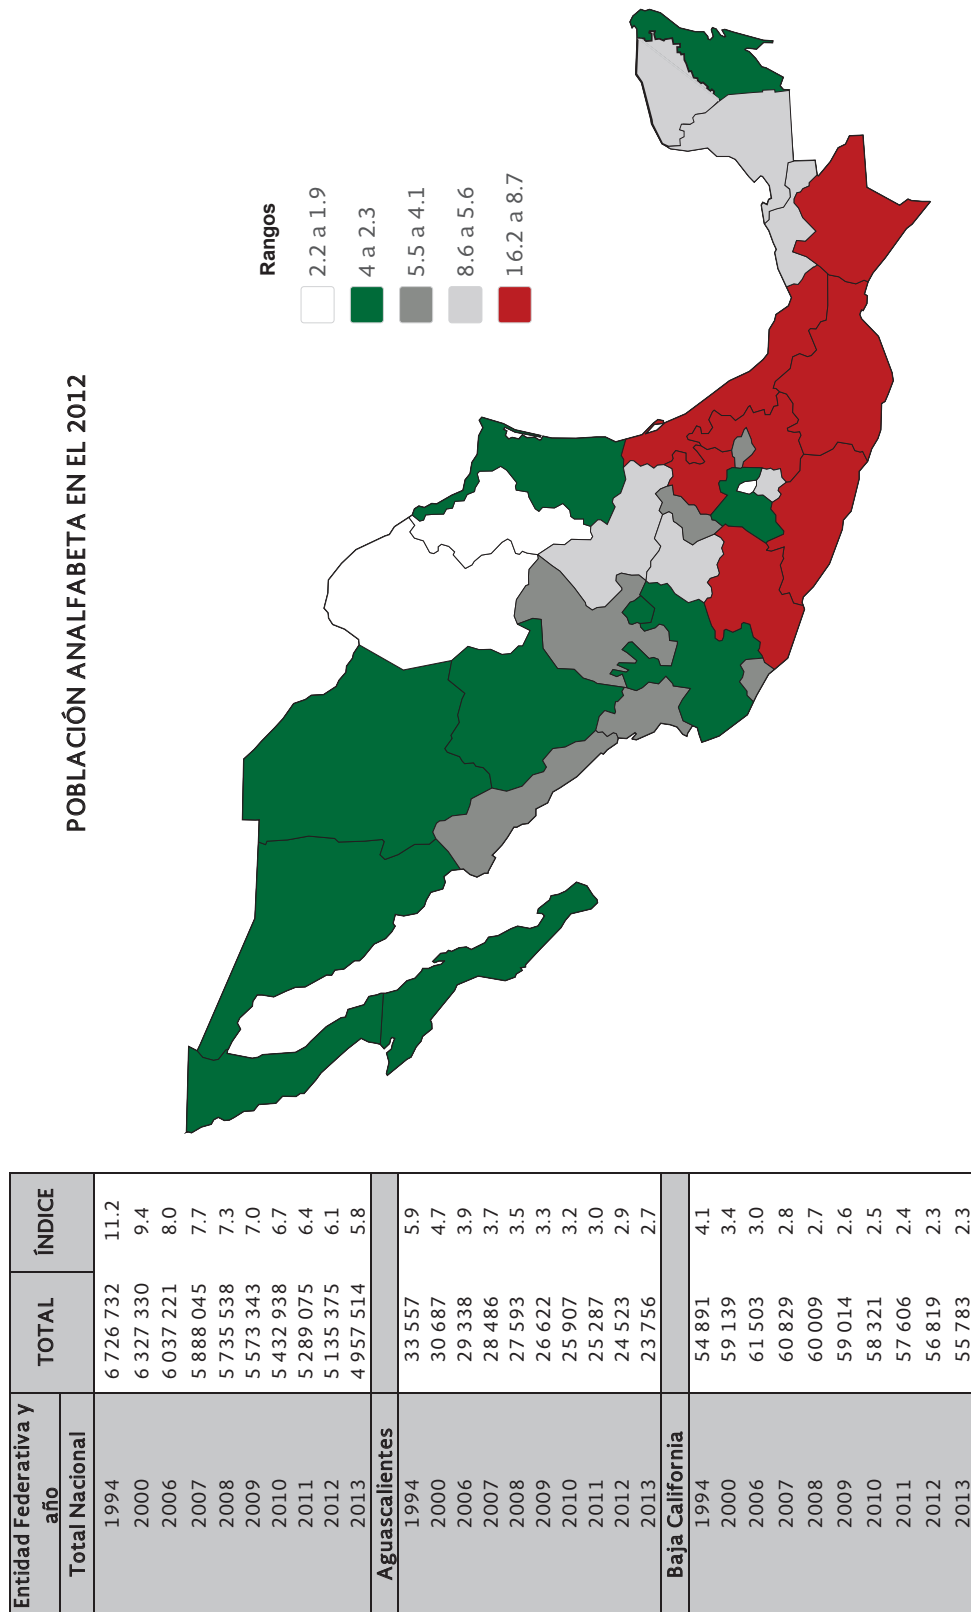 POBLACIÓN ANALFABETA EN EL 2012
Entidad Federativa y año TOTAL ÍNDICE
Total Nacional
1994 6 726 732 11.2
2000 6 327 330 9.4
2006 6 037 221 8.0
2007 5 888 045 7.7
2008 5 735 538 7.3
2009 5 573 343 7.0
2010 5 432 938 6.7
2011 5 289 075 6.4
2012 5 135 375 6.1
2013 4 957 514 5.8
Aguascalientes
1994 33 557 5.9
2000 30 687 4.7
2006 29 338 3.9
2007 28 486 3.7
2008 27 593 3.5
2009 26 622 3.3
2010 25 907 3.2
2011 25 287 3.0
2012 24 523 2.9
2013 23 756 2.7
Baja California
1994 54 891 4.1
2000 59 139 3.4
2006 61 503 3.0
2007 60 829 2.8
2008 60 009 2.7
2009 59 014 2.6
2010 58 321 2.5
2011 57 606 2.4
2012 56 819 2.3
2013 55 783 2.3
Rangos
2.2 a 1.9
4 a 2.3
5.5 a 4.1
8.6 a 5.6
16.2 a 8.7